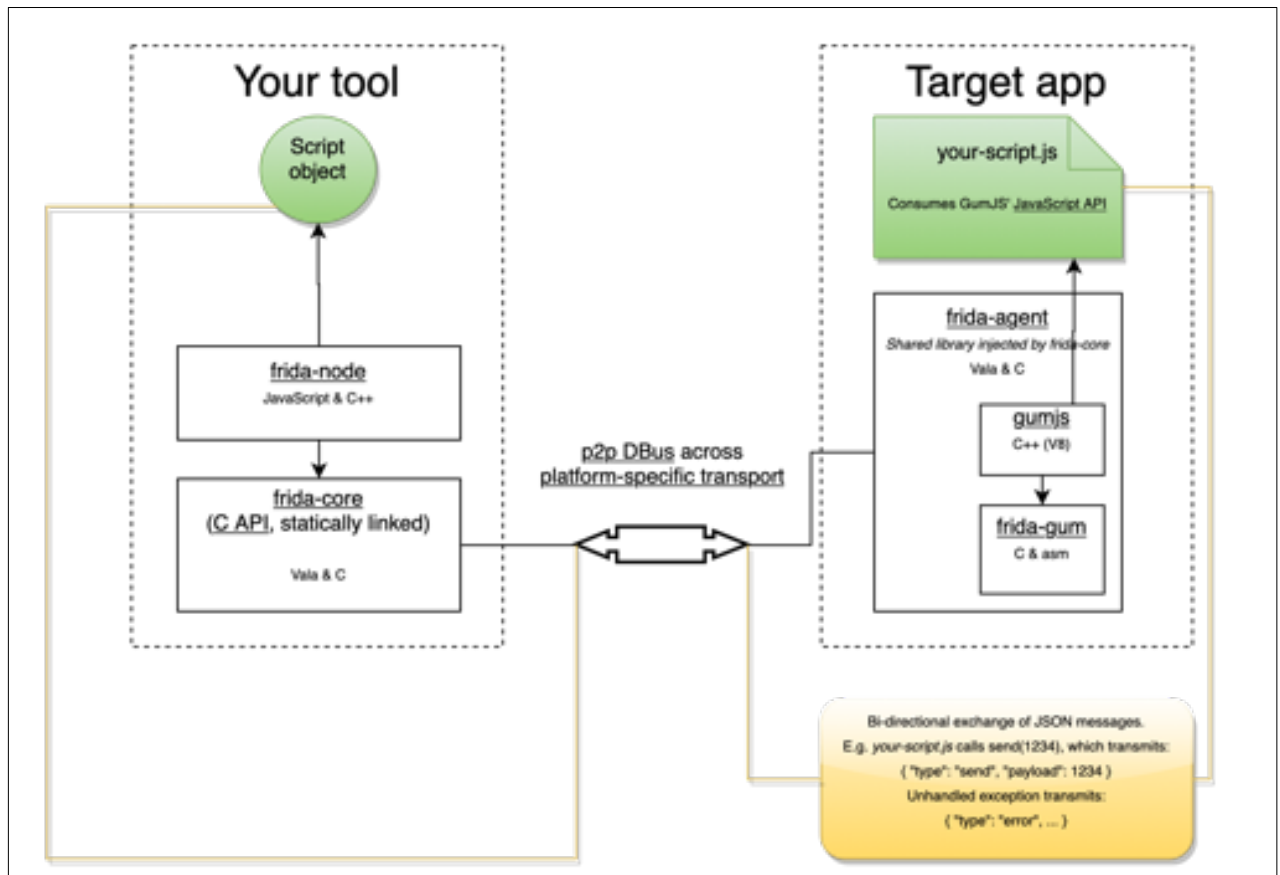 Your tool
Script
object
frida-node
JavaScript & C++
frida-core
(C API, statically linked)
Vala & C
p2p DBus across
platform-specific transport
Target app
your-script.js
Consumes GumJS' JavaScript API
frida-agent
Shared library injected by frida-core
Vala & C
gumjs
C++ (V8)
frida-gum
C & asm
Bi-directional exchange of JSON messages.
E.g. your-script.js calls send(1234), which transmits:
{ "type": "send", "payload": 1234 }
Unhandled exception transmits:
{ "type": "error", ... }